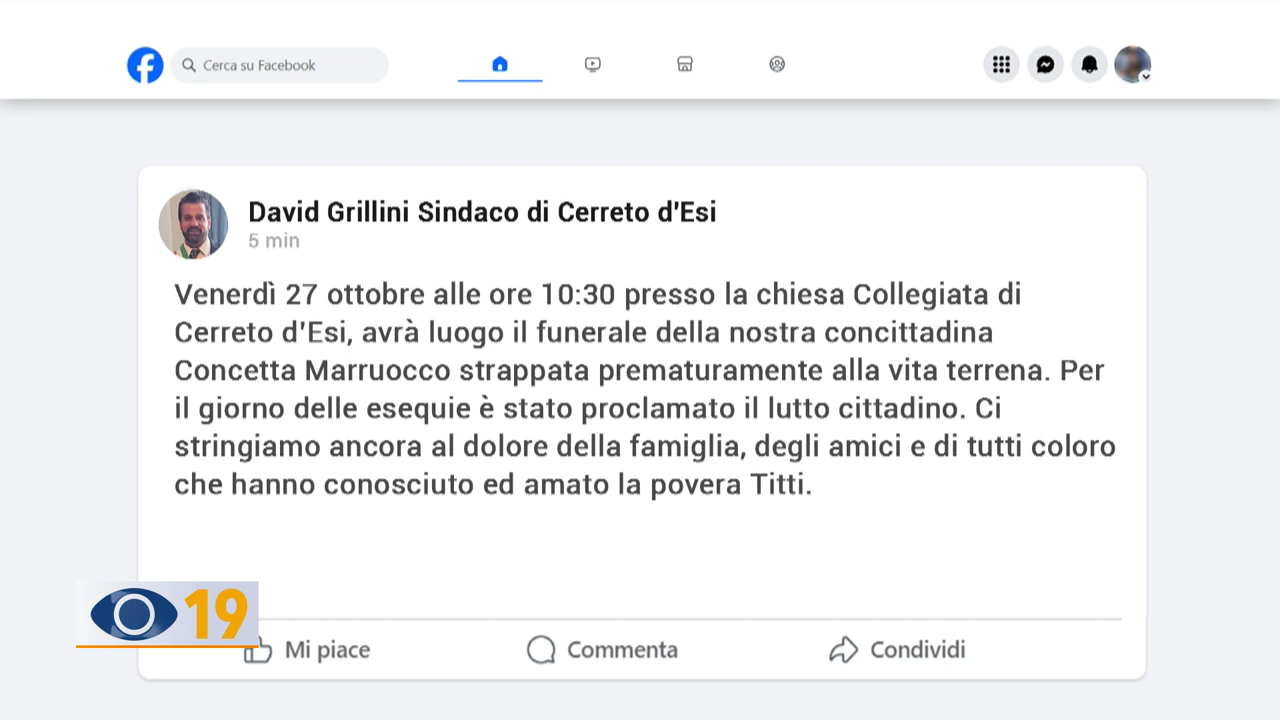 Cerca su Facebook
David Grillini Sindaco di Cerreto d'Esi
5 min
Venerdì 27 ottobre alle ore 10:30 presso la chiesa Collegiata di
Cerreto d'Esi, avrà luogo il funerale della nostra concittadina
Concetta Marruocco strappata prematuramente alla vita terrena. Per
il giorno delle esequie è stato proclamato il lutto cittadino. Ci
stringiamo ancora al dolore della famiglia, degli amici e di tutti coloro
che hanno conosciuto ed amato la povera Titti.
19
Mi piace
Commenta
Condividi